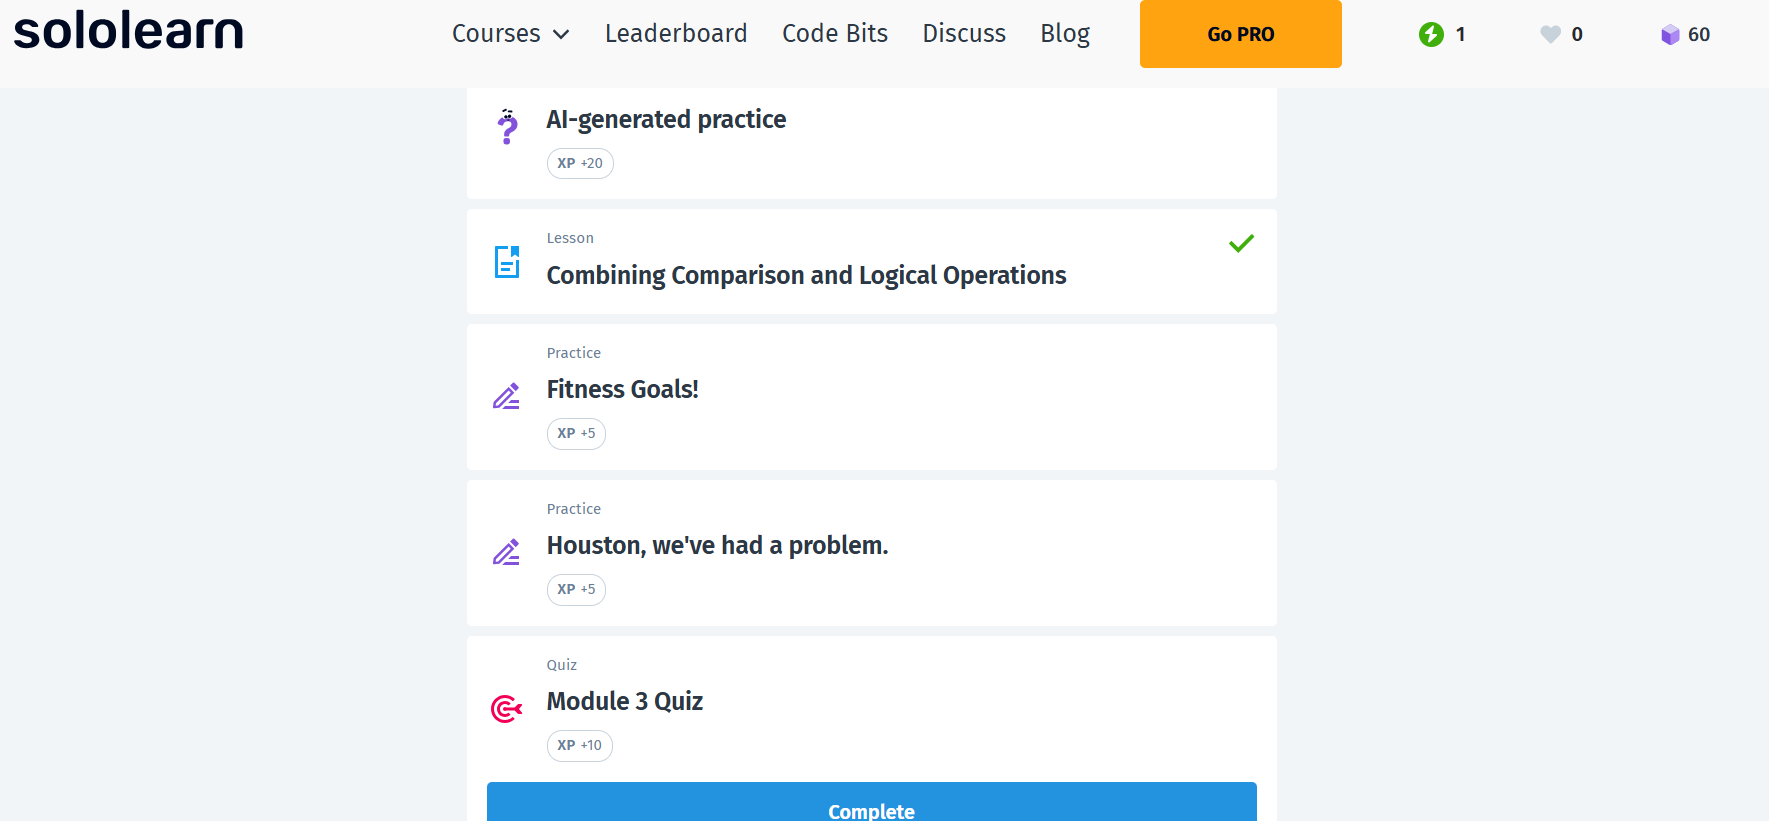 sololearn
Courses Leaderboard Code Bits Discuss Blog Go PRO 1 0 60
AI-generated practice
XP +20
Lesson
Combining Comparison and Logical Operations
Practice
Fitness Goals!
XP +5
Practice
Houston, we've had a problem.
XP +5
Quiz
Module 3 Quiz
XP +10
Complete